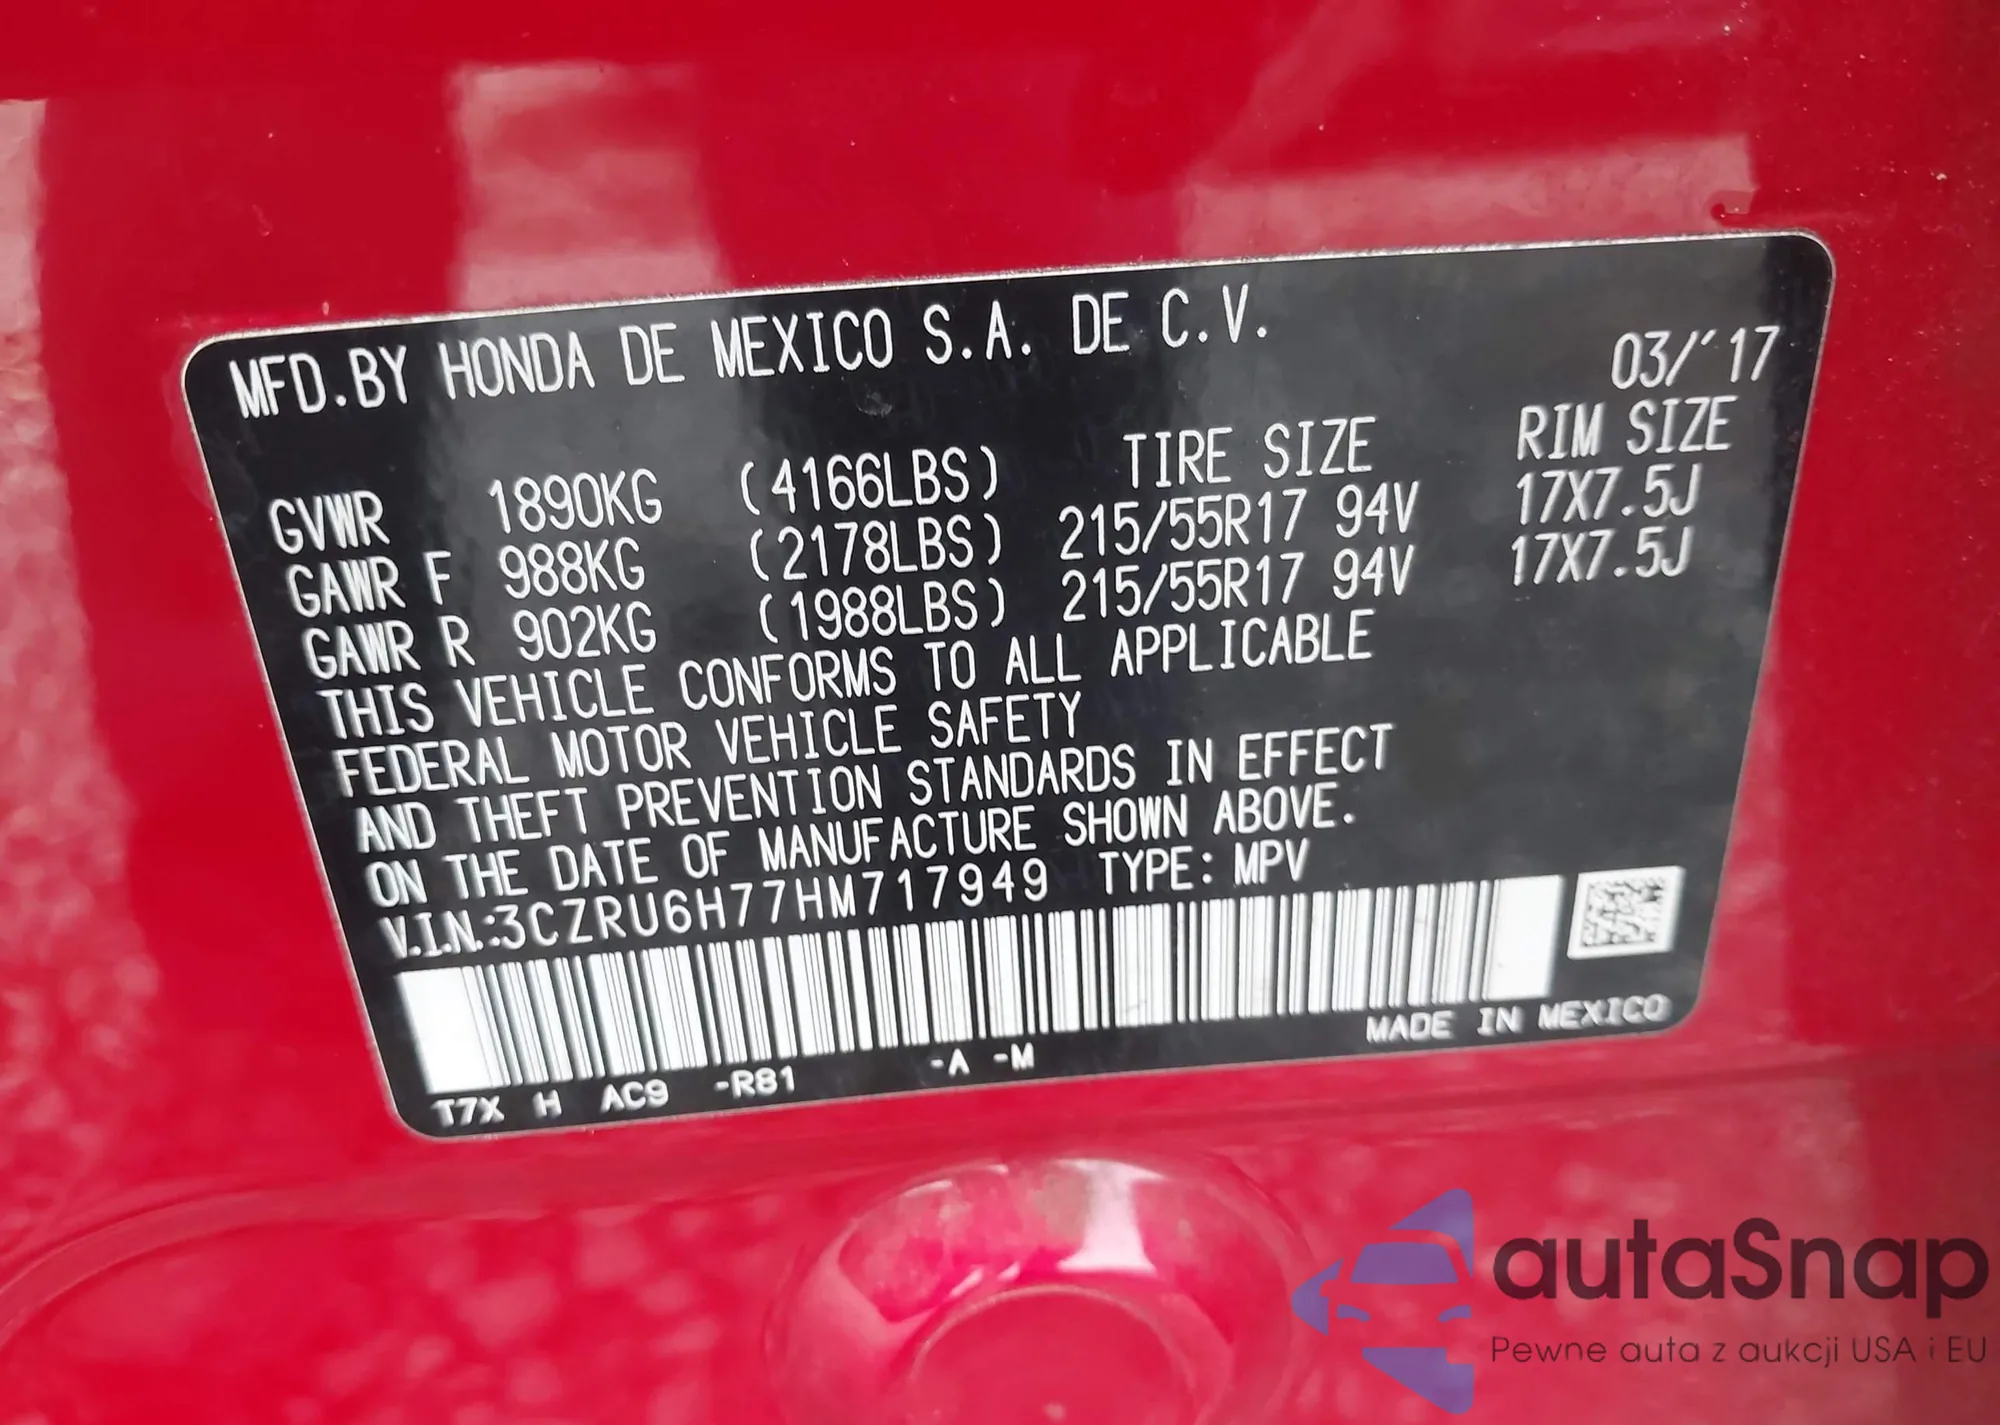 MFD.BY HONDA DE MEXICO S.A. DE C.V.
03/'17
GVWR 1890KG (4166LBS) TIRE SIZE RIM SIZE
GAWR F 988KG (2178LBS) 215/55R17 94V 17X7.5J
GAWR R 902KG (1988LBS) 215/55R17 94V 17X7.5J
THIS VEHICLE CONFORMS TO ALL APPLICABLE
FEDERAL MOTOR VEHICLE SAFETY
AND THEFT PREVENTION STANDARDS IN EFFECT
ON THE DATE OF MANUFACTURE SHOWN ABOVE.
V.I.N.:3CZRU6H77HM717949 TYPE: MPV
T7X H AC9 -R81 -A -M MADE IN MEXICO
autaSnap
Pewne auta z aukcji USA i EU